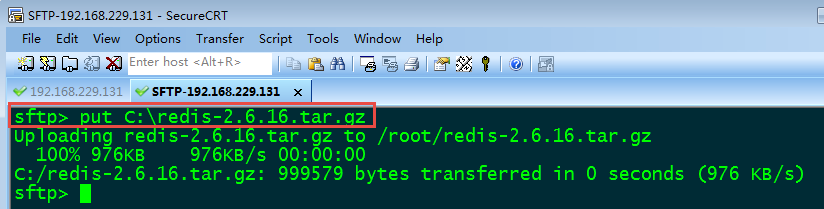 SFTP-192.168.229.131 - SecureCRT
File Edit View Options Transfer Script Tools Window Help
Enter host <Alt+R>
192.168.229.131 SFTP-192.168.229.131 x
sftp> put C:\redis-2.6.16.tar.gz
Uploading redis-2.6.16.tar.gz to /root/redis-2.6.16.tar.gz
100% 976KB 976KB/s 00:00:00
C:/redis-2.6.16.tar.gz: 999579 bytes transferred in 0 seconds (976 KB/s)
sftp>